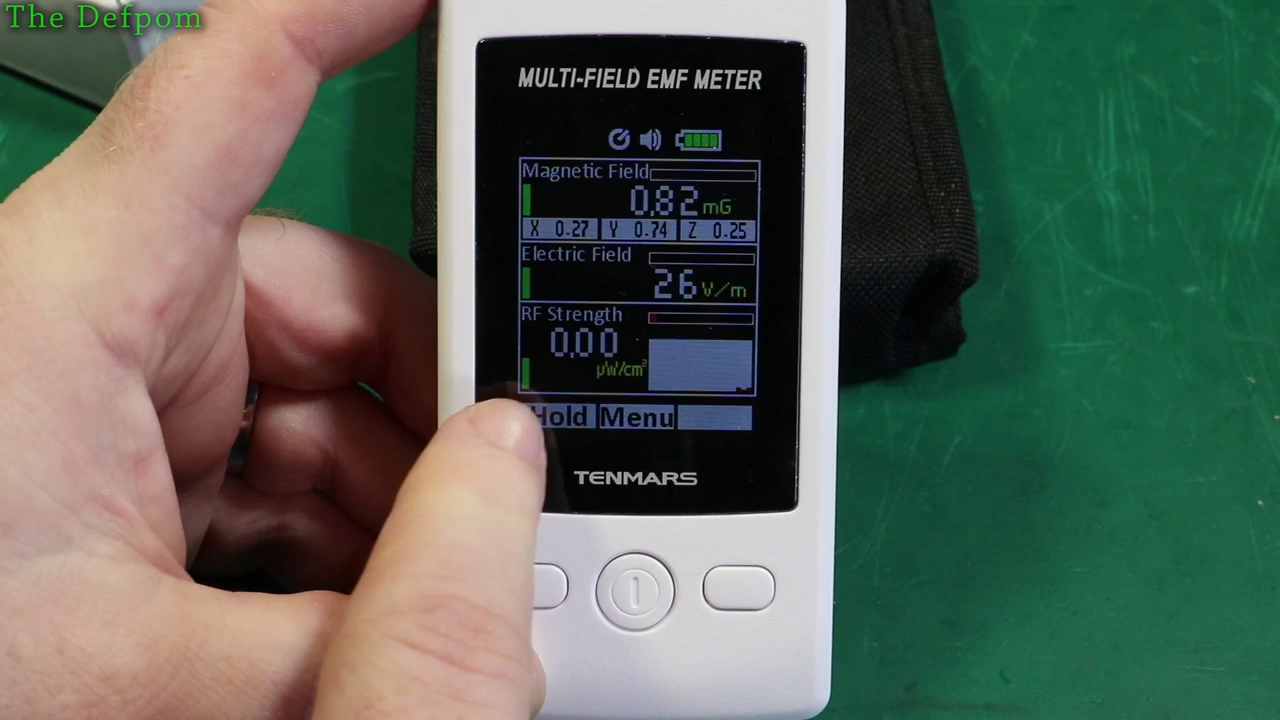 The Defpom
MULTI-FIELD EMF METER
Magnetic Field
0.82 mG
X 0.27 Y 0.74 Z 0.25
Electric Field
26 V/m
RF Strength
0.00
µW/cm²
Hold Menu
TENMARS